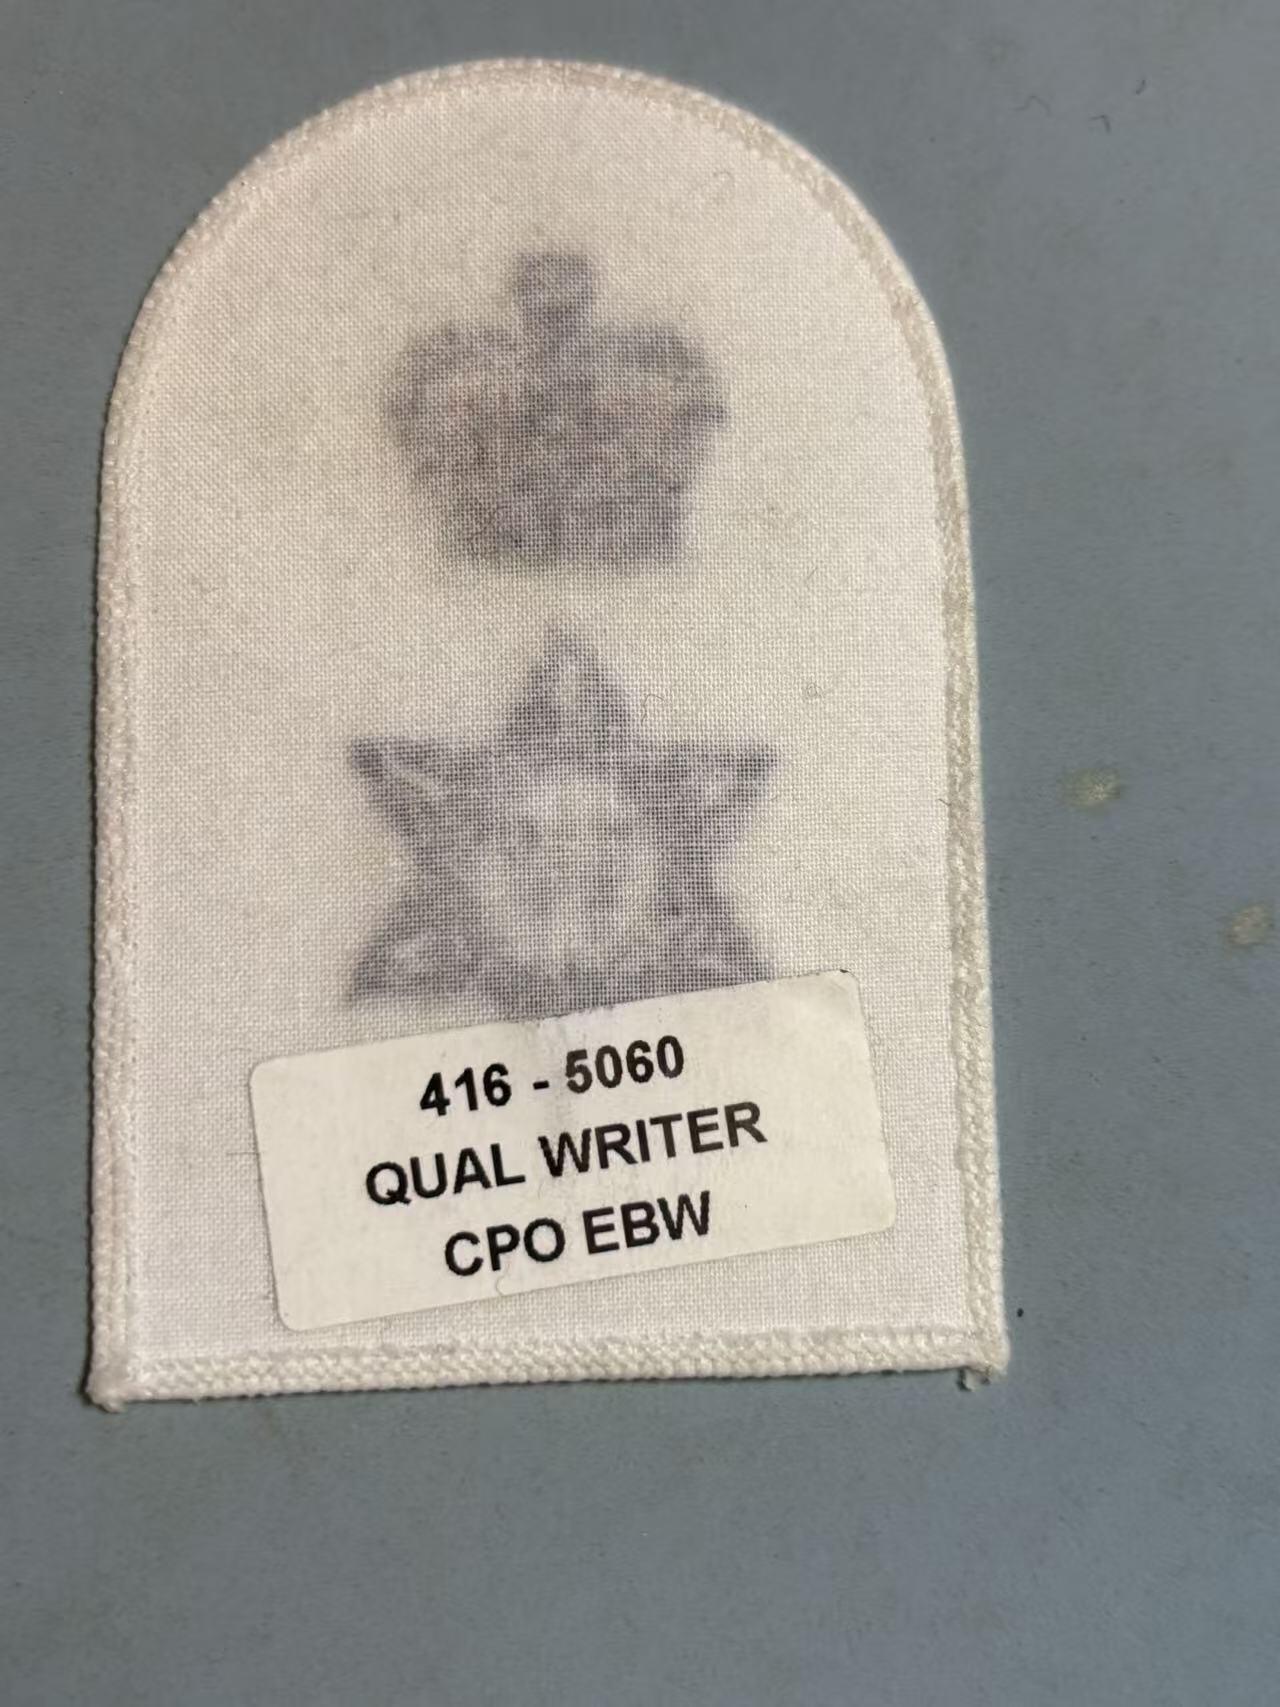 416 - 5060
QUAL WRITER
CPO EBW